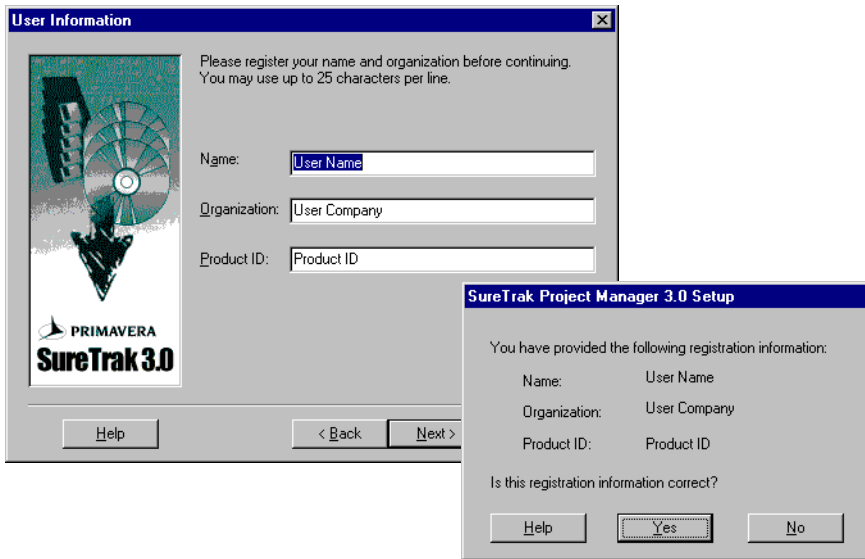 User Information
Please register your name and organization before continuing.
You may use up to 25 characters per line.
Name:
User Name
Organization:
User Company
Product ID:
Product ID
PRIMAVERA
SureTrak 3.0
Help
< Back
Next >
SureTrak Project Manager 3.0 Setup
You have provided the following registration information:
Name:
User Name
Organization:
User Company
Product ID:
Product ID
Is this registration information correct?
Help
Yes
No